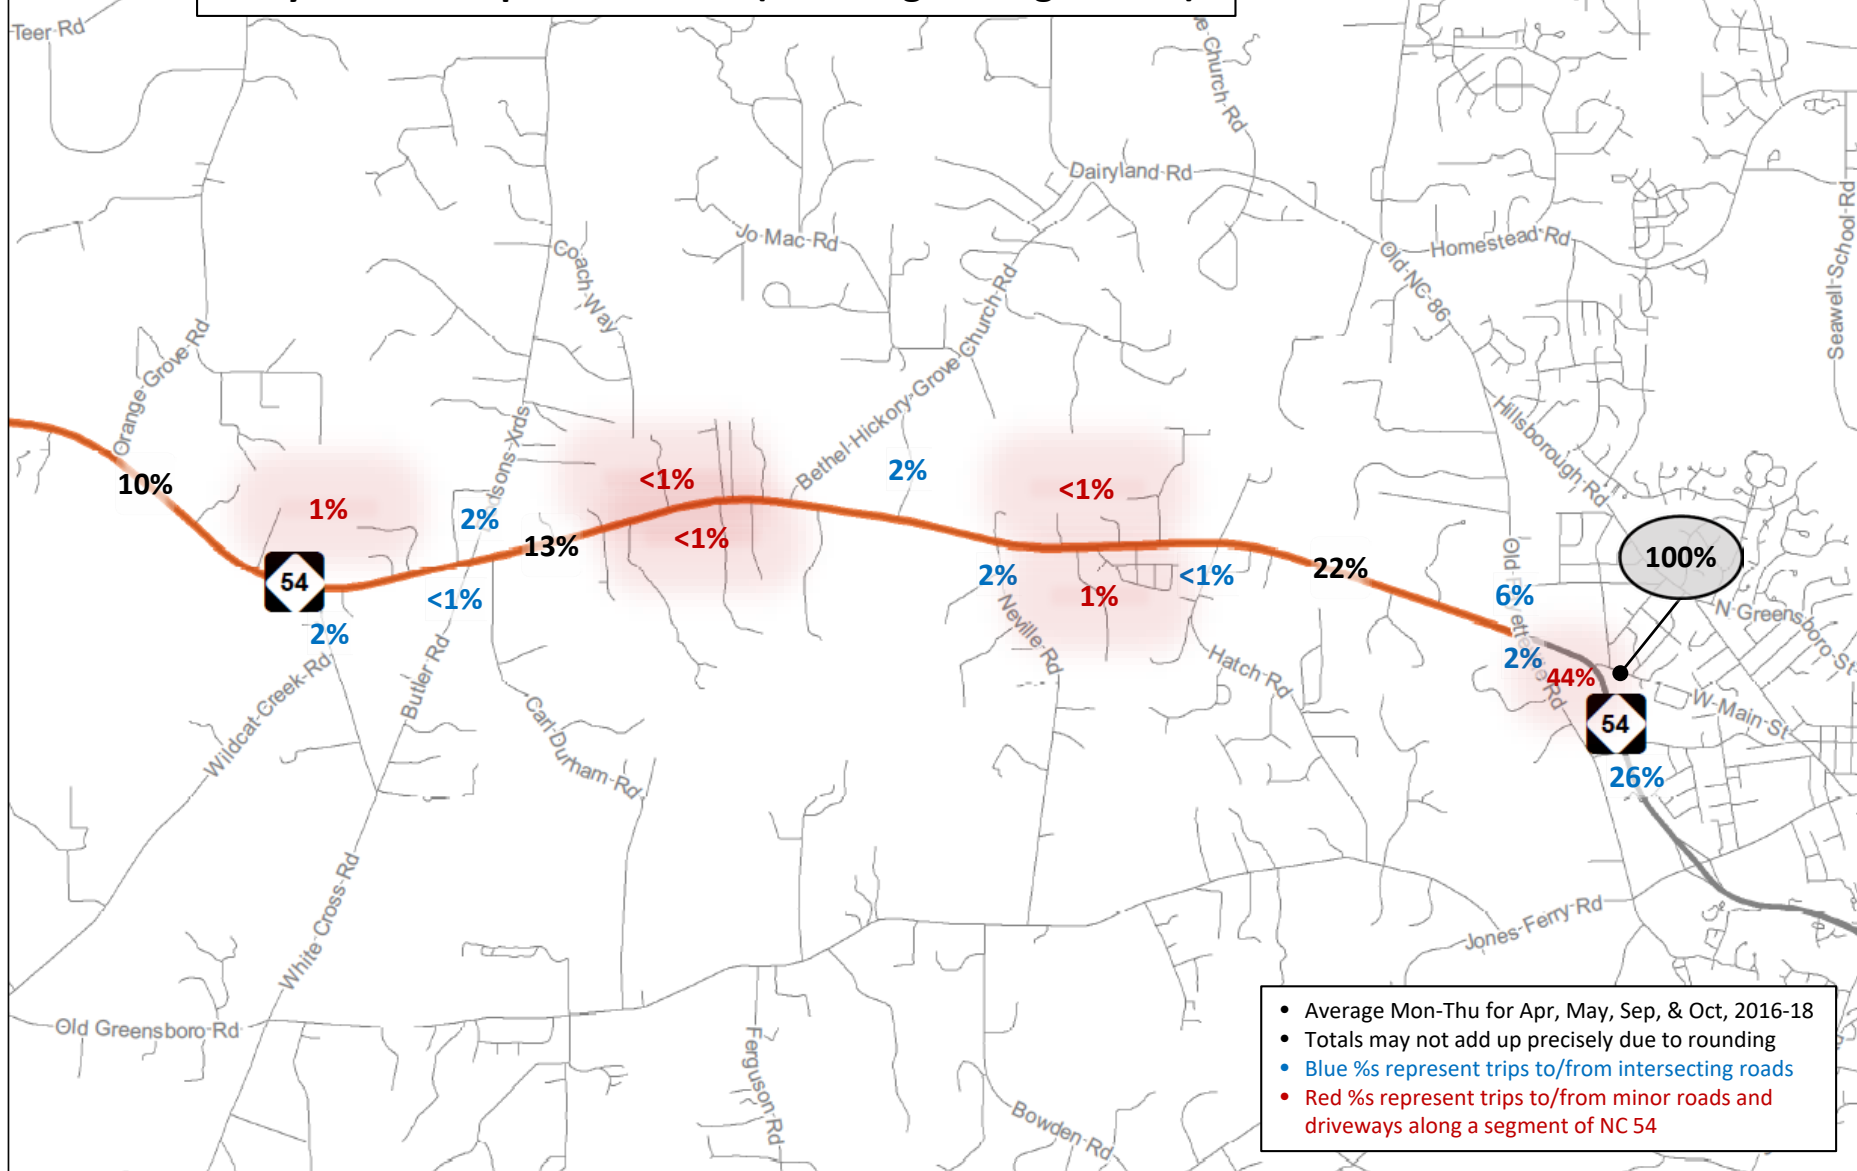 Teer Rd
Church Rd
Dairyland Rd
Jo Mac Rd
Coach Way
Homestead Rd
Old NC 86
Seawell School Rd
Orange Grove Rd
Bethel-Hickory Grove Church Rd
Hillsborough Rd
Xrds
10%
1%
2%
13%
<1%
<1%
2%
<1%
2%
1%
<1%
22%
6%
Old
Rd
2%
44%
100%
N Greensboro St
W Main St
54
54
26%
2%
<1%
Wildcat Creek Rd
Butler Rd
Carl Durham Rd
Neville Rd
Hatch Rd
White Cross Rd
Jones Ferry Rd
Old Greensboro Rd
Ferguson Rd
Bowden Rd
• Average Mon-Thu for Apr, May, Sep, & Oct, 2016-18
• Totals may not add up precisely due to rounding
• Blue %s represent trips to/from intersecting roads
• Red %s represent trips to/from minor roads and
driveways along a segment of NC 54